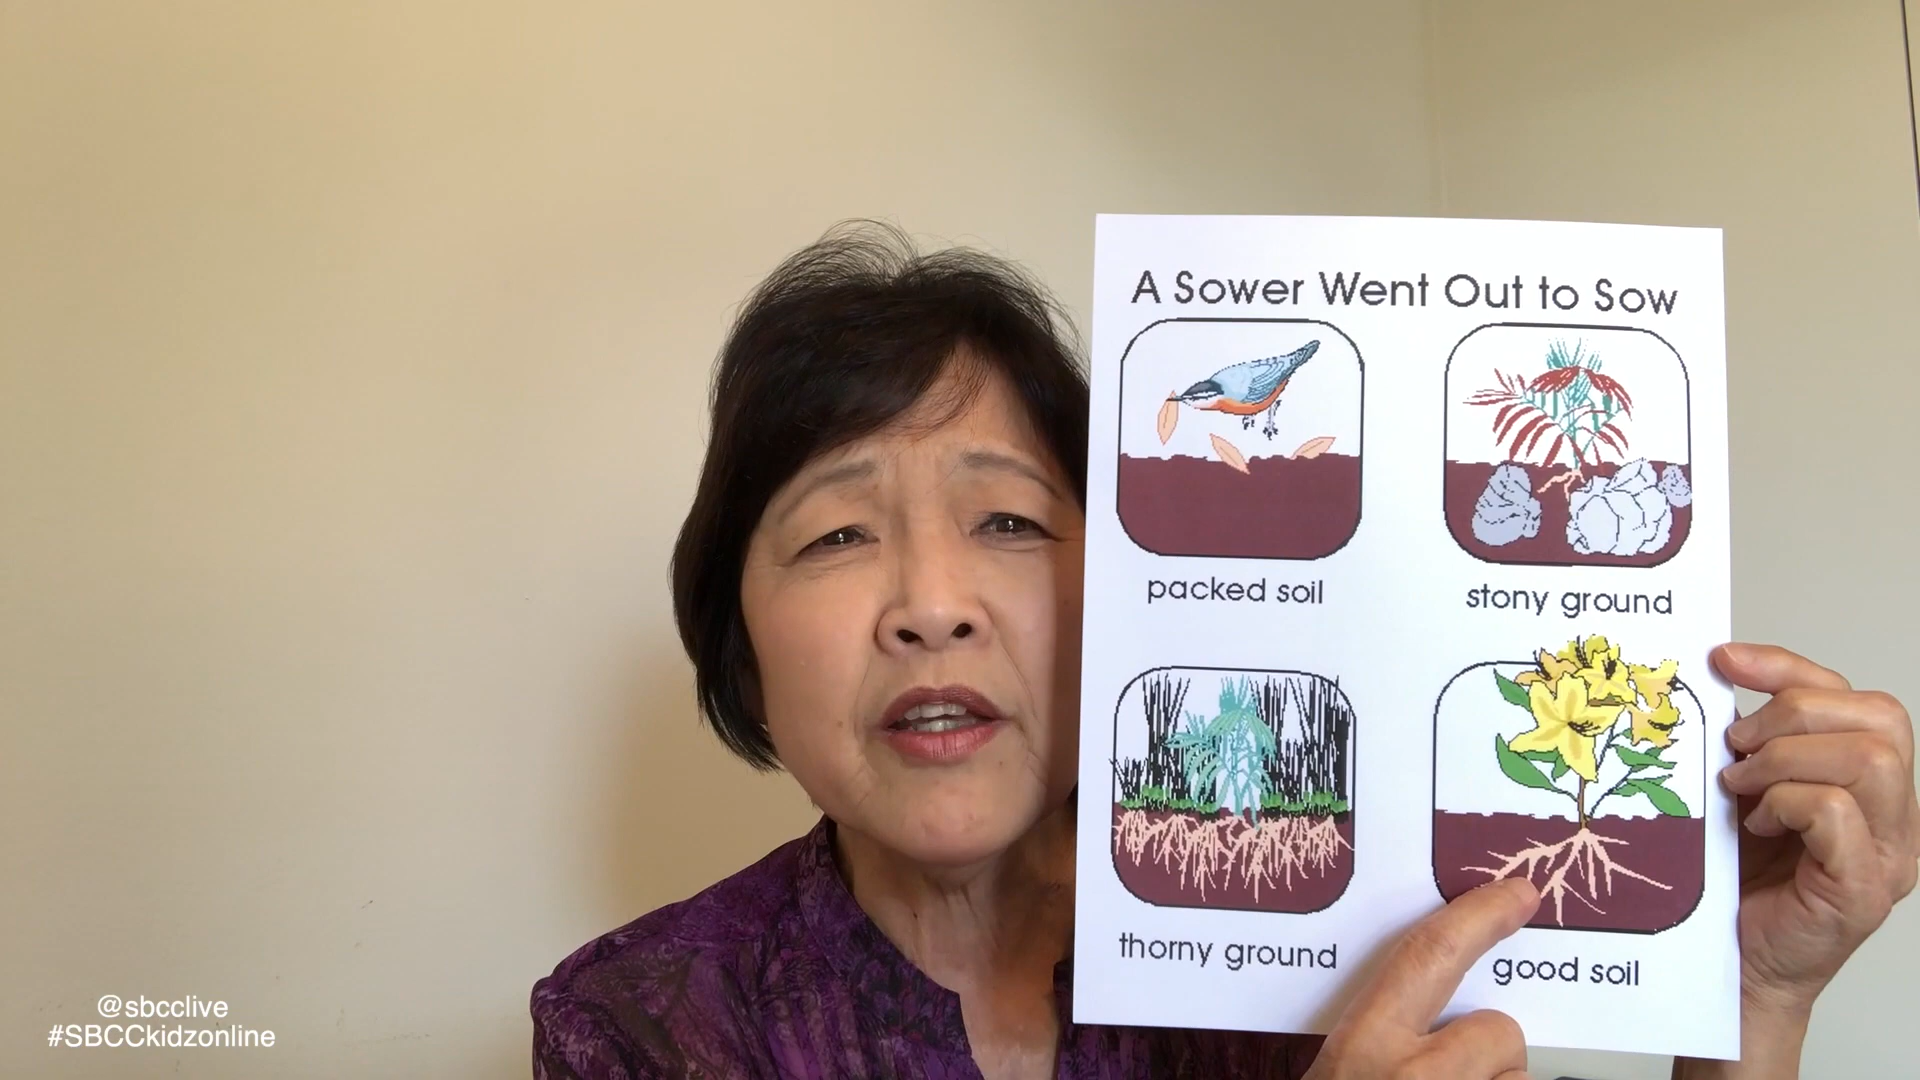 A Sower Went Out to Sow
packed soil
stony ground
thorny ground
good soil
@sbcclive
#SBCCkidzonline